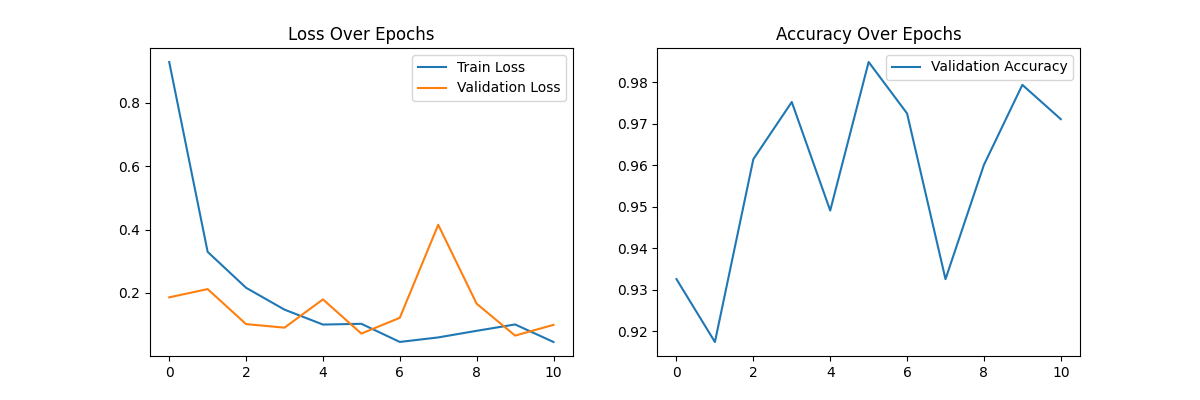 Loss Over Epochs
Train Loss
Validation Loss
0.8
0.6
0.4
0.2
0 2 4 6 8 10
Accuracy Over Epochs
Validation Accuracy
0.98
0.97
0.96
0.95
0.94
0.93
0.92
0 2 4 6 8 10